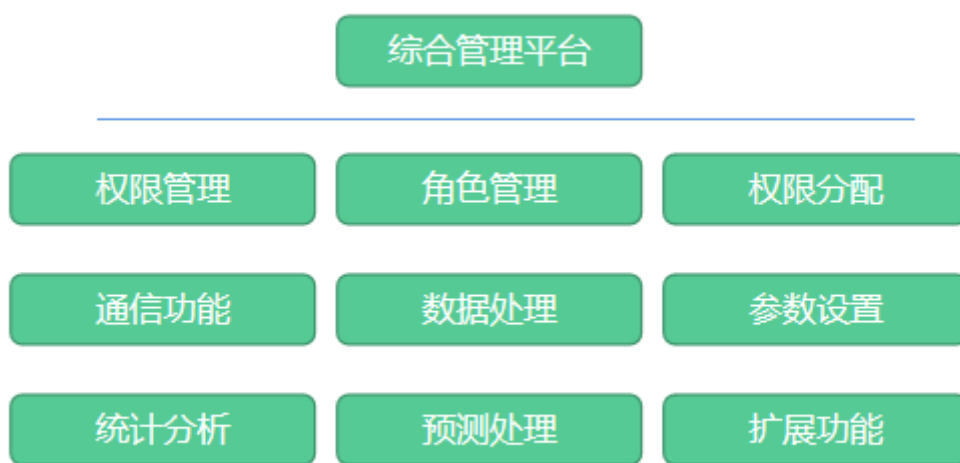 综合管理平台
权限管理
角色管理
权限分配
通信功能
数据处理
参数设置
统计分析
预测处理
扩展功能